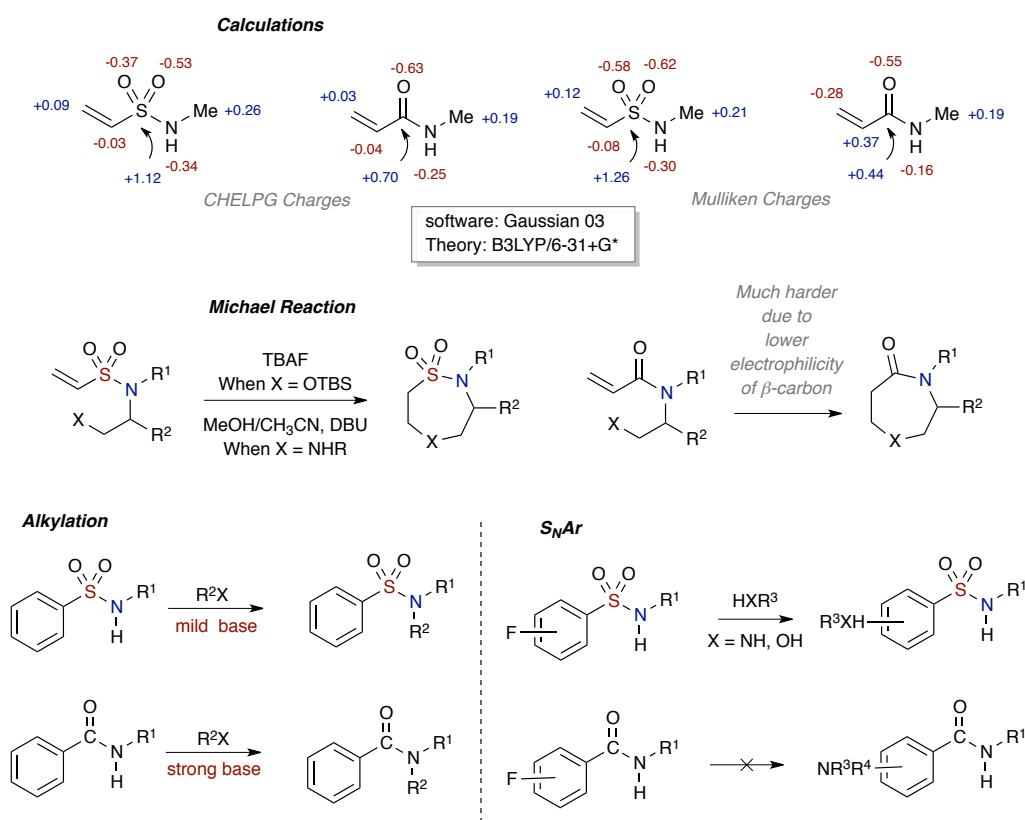 Calculations
-0.37 -0.53
O O
+0.09 S Me +0.26
N
-0.03 H
-0.34
+1.12
-0.63
O
+0.03 Me +0.19
N
-0.04 H
+0.70 -0.25
-0.58 -0.62
O O
+0.12 S Me +0.21
N
-0.08 H
+1.26 -0.30
-0.55
O
-0.28 Me +0.19
N
+0.37 H
+0.44 -0.16
CHELPG Charges
Mulliken Charges
software: Gaussian 03
Theory: B3LYP/6-31+G*
Michael Reaction
O O
S R¹
N
X
R²
TBAF
When X = OTBS
MeOH/CH₃CN, DBU
When X = NHR
O
O S R¹
N
R²
X
O
R¹
N
X
R²
Much harder
due to
lower
electrophilicity
of β-carbon
O
R¹
N
R²
X
Alkylation
O O
S R¹
N
H
R²X
mild base
O O
S R¹
N
R²
O
C R¹
N
H
R²X
strong base
O
C R¹
N
R²
SNAr
O O
S R¹
N
F H
HXR³
X = NH, OH
O O
S R¹
N
R³XH H
O
C R¹
N
F H
O
C R¹
N
NR³R⁴ H